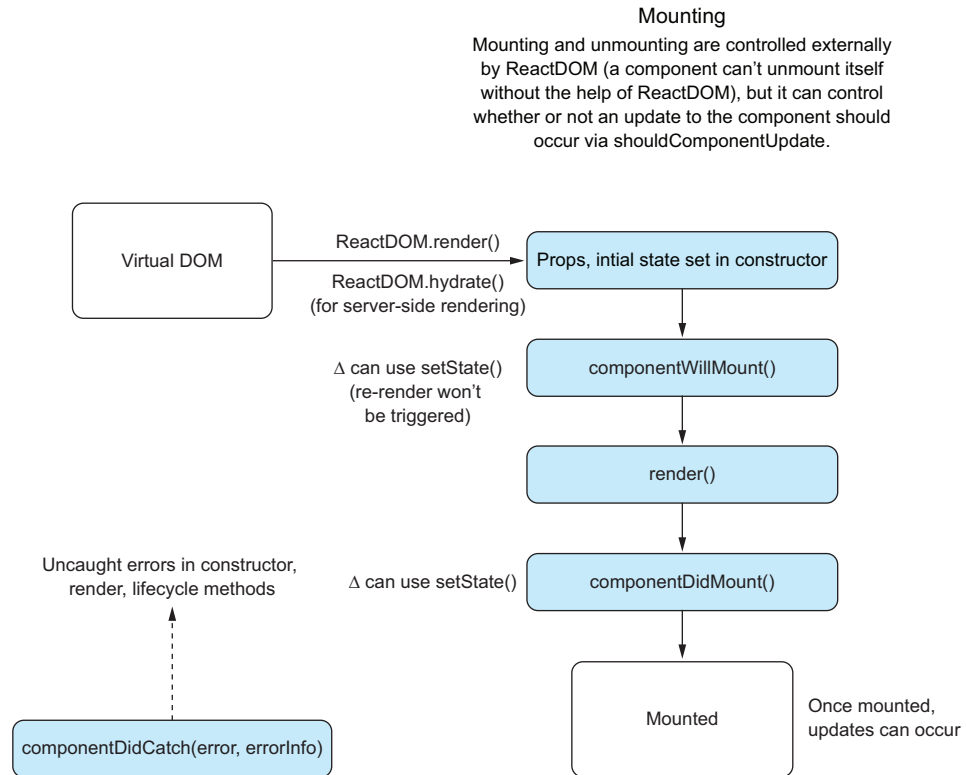 Mounting
Mounting and unmounting are controlled externally
by ReactDOM (a component can’t unmount itself
without the help of ReactDOM), but it can control
whether or not an update to the component should
occur via shouldComponentUpdate.
Virtual DOM
ReactDOM.render()
ReactDOM.hydrate()
(for server-side rendering)
Props, intial state set in constructor
Δ can use setState()
(re-render won’t
be triggered)
componentWillMount()
render()
Uncaught errors in constructor,
render, lifecycle methods
Δ can use setState()
componentDidMount()
Mounted
Once mounted,
updates can occur
componentDidCatch(error, errorInfo)